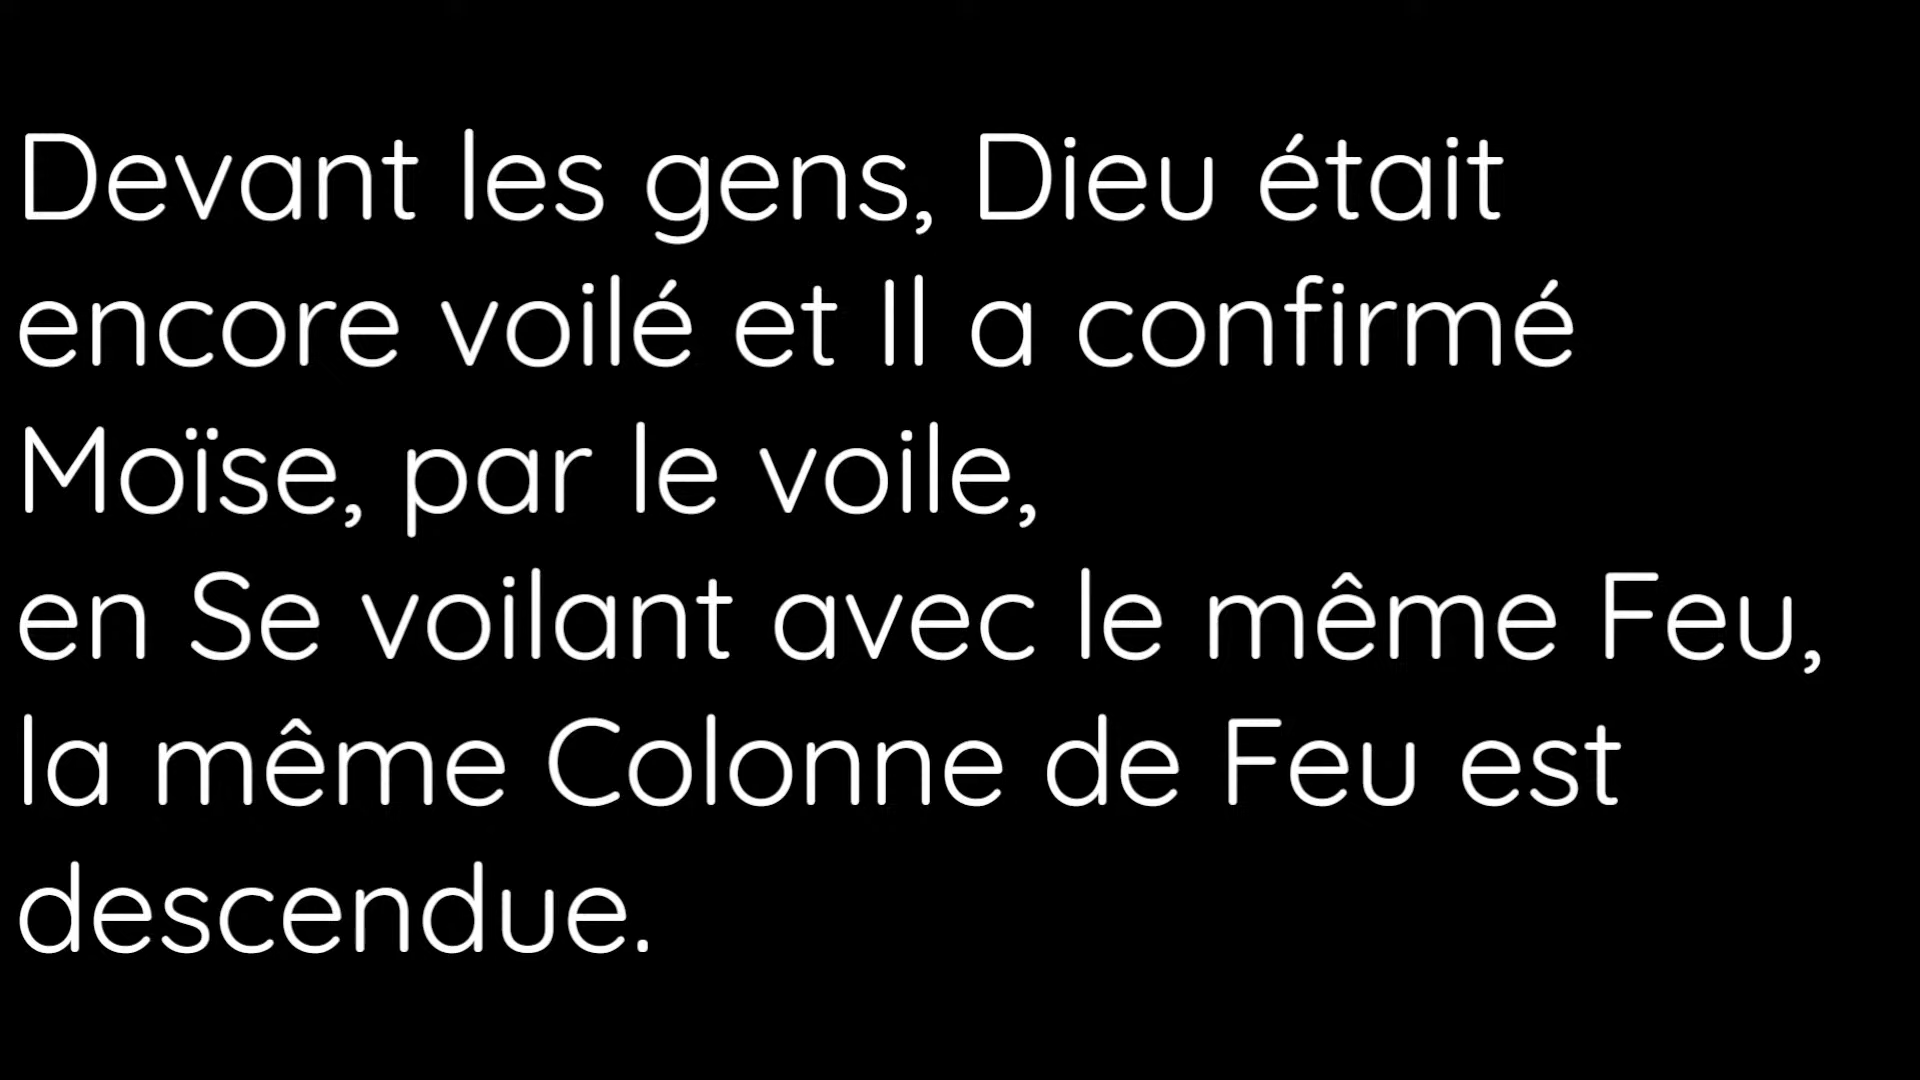 Devant les gens, Dieu était
encore voilé et Il a confirmé
Moïse, par le voile,
en Se voilant avec le même Feu,
la même Colonne de Feu est
descendue.